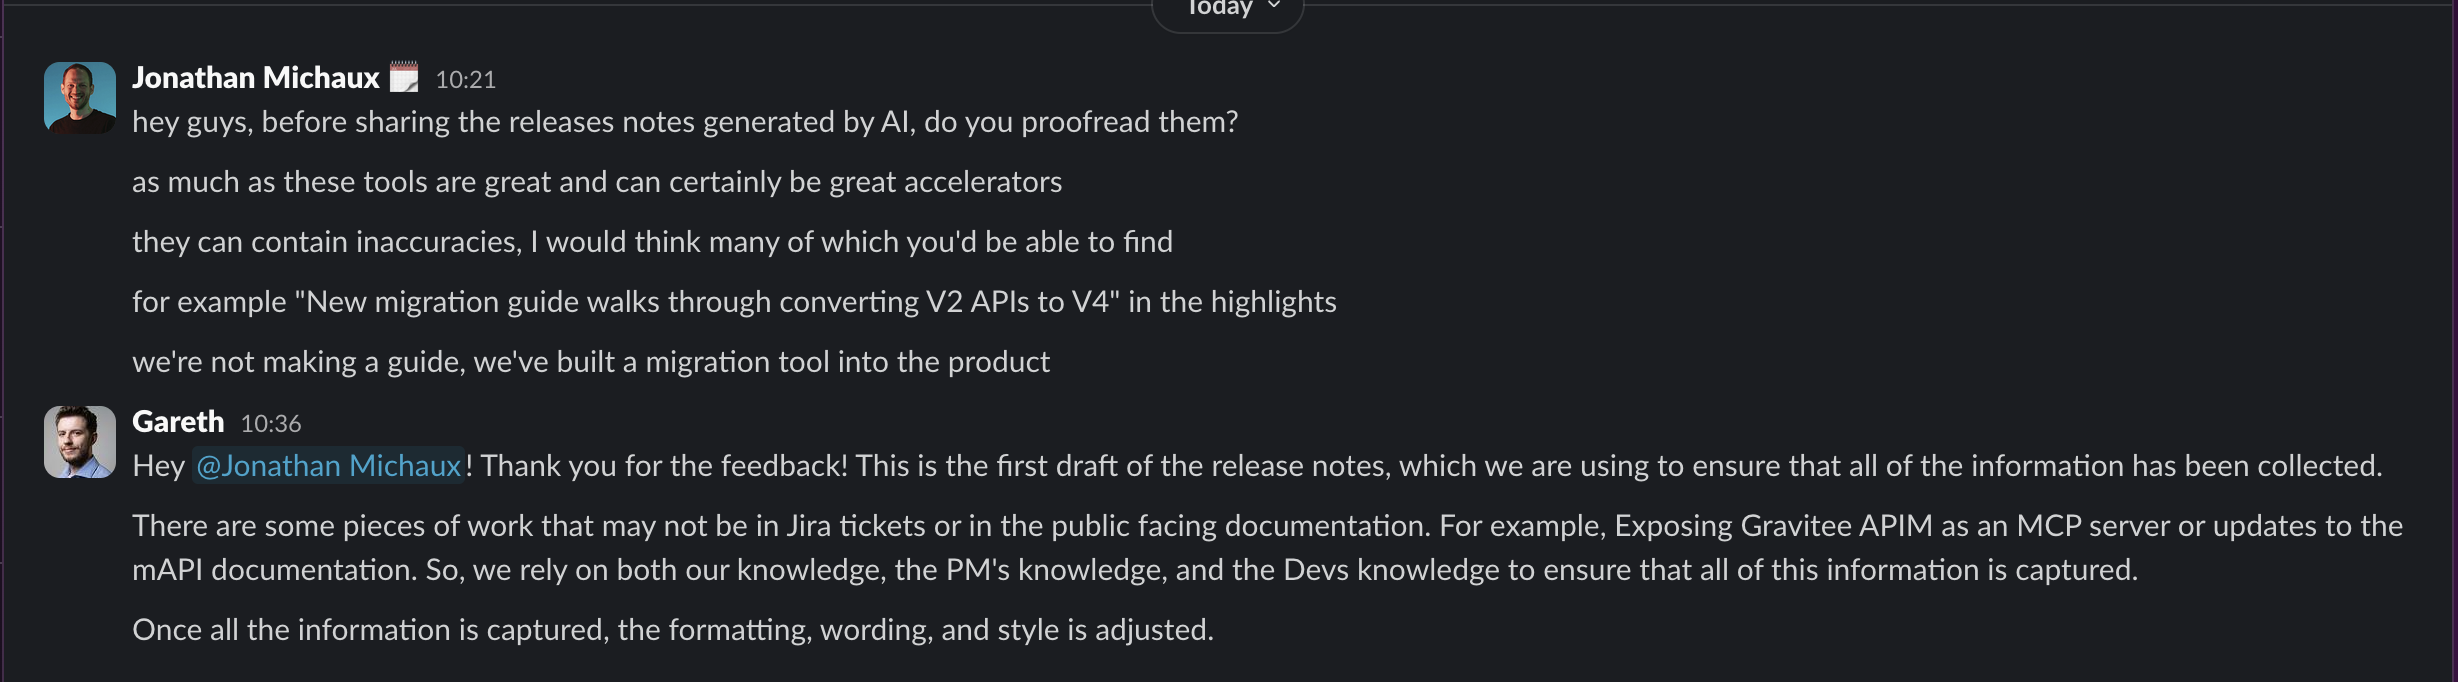 Today
Jonathan Michaux 10:21
hey guys, before sharing the releases notes generated by AI, do you proofread them?
as much as these tools are great and can certainly be great accelerators
they can contain inaccuracies, I would think many of which you'd be able to find
for example "New migration guide walks through converting V2 APIs to V4" in the highlights
we're not making a guide, we've built a migration tool into the product
Gareth 10:36
Hey @Jonathan Michaux! Thank you for the feedback! This is the first draft of the release notes, which we are using to ensure that all of the information has been collected.
There are some pieces of work that may not be in Jira tickets or in the public facing documentation. For example, Exposing Gravitee APIM as an MCP server or updates to the
mAPI documentation. So, we rely on both our knowledge, the PM's knowledge, and the Devs knowledge to ensure that all of this information is captured.
Once all the information is captured, the formatting, wording, and style is adjusted.